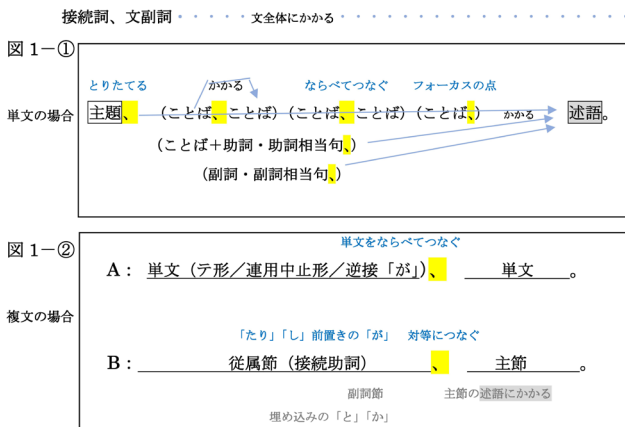 接続詞、文副詞・・・・・文全体にかかる・・・・・・・・・・・・・・・・・・・・
図1－①
とりたてる かかる ならべてつなぐ フォーカスの点
単文の場合 主題、 （ことば、ことば）（ことば、ことば）（ことば、） かかる 述語。
（ことば＋助詞・助詞相当句、）
（副詞・副詞相当句、）
図1－②
単文をならべてつなぐ
A： 単文（テ形／連用中止形／逆接「が」）、 単文 。
複文の場合
「たり」「し」前置きの「が」 対等につなぐ
B： 従属節（接続助詞） 、 主節 。
副詞節 主節の述語にかかる
埋め込みの「と」「か」